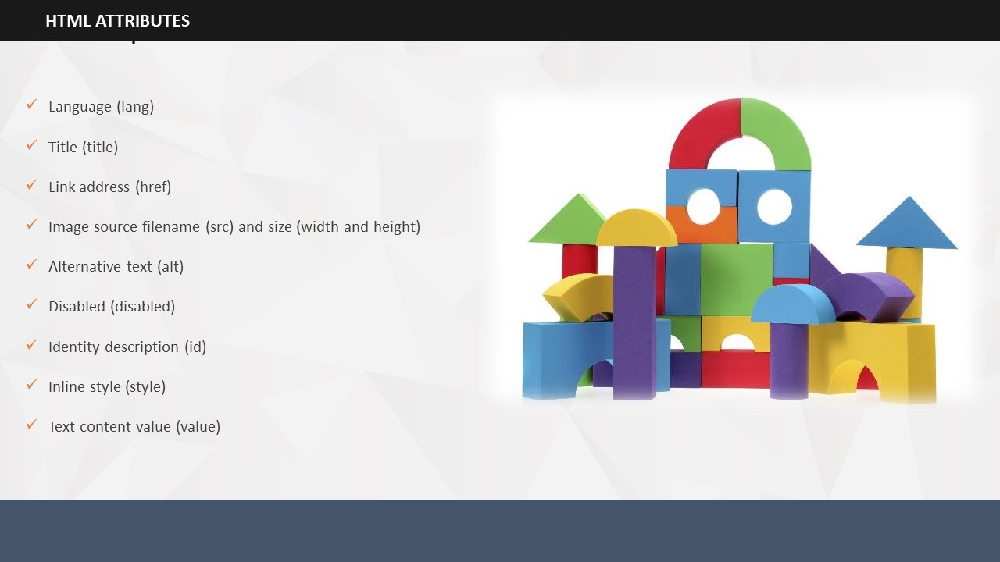 HTML ATTRIBUTES
Language (lang)
Title (title)
Link address (href)
Image source filename (src) and size (width and height)
Alternative text (alt)
Disabled (disabled)
Identity description (id)
Inline style (style)
Text content value (value)